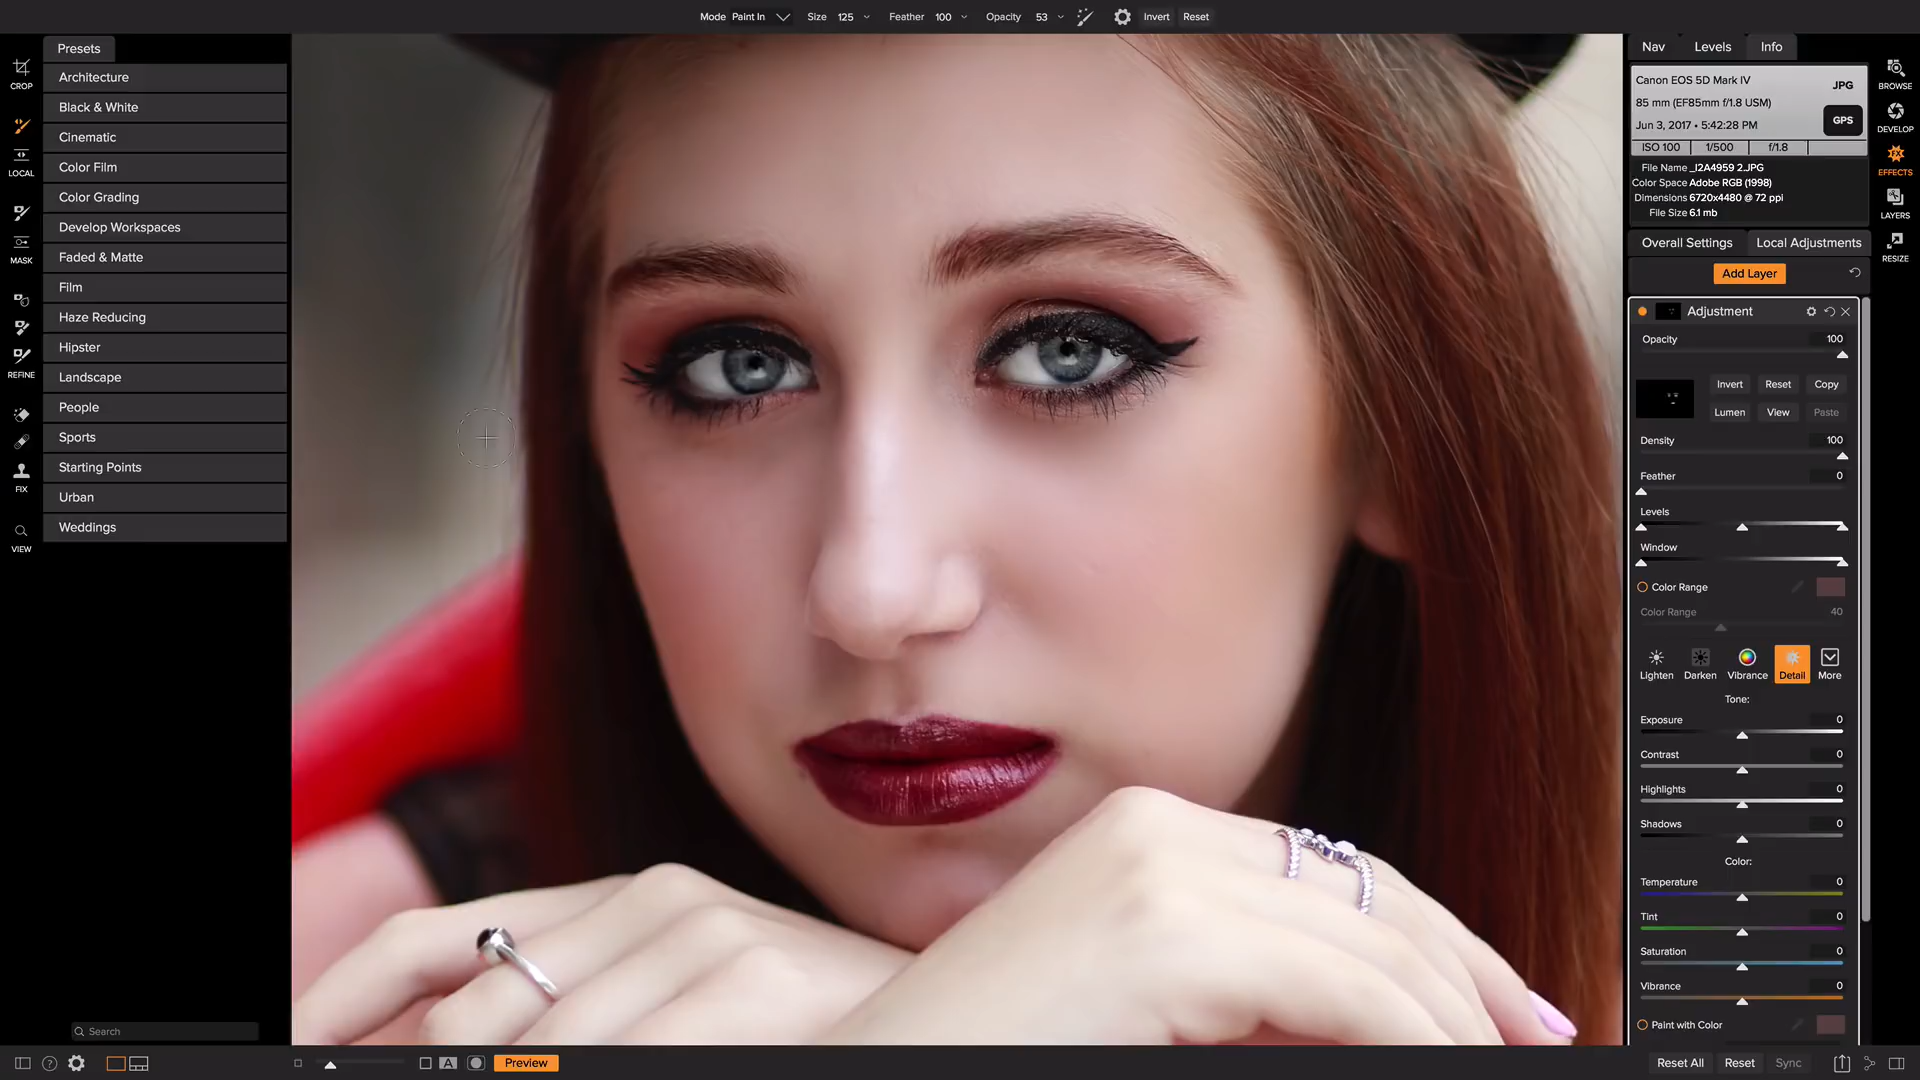 Mode Paint In Size 125 Feather 100 Opacity 53 Invert Reset
Presets
Architecture
Black & White
Cinematic
Color Film
Color Grading
Develop Workspaces
Faded & Matte
Film
Haze Reducing
Hipster
Landscape
People
Sports
Starting Points
Urban
Weddings
Search
CROP
LOCAL
MASK
REFINE
FIX
VIEW
Nav Levels Info
Canon EOS 5D Mark IV JPG
85 mm (EF85mm f/1.8 USM)
Jun 3, 2017 • 5:42:28 PM GPS
ISO 100 1/500 f/1.8
File Name _I2A4959 2.JPG
Color Space Adobe RGB (1998)
Dimensions 6720x4480 @ 72 ppi
File Size 6.1 mb
Overall Settings Local Adjustments
Add Layer
Adjustment
Opacity 100
Invert Reset Copy
Lumen View Paste
Density 100
Feather 0
Levels
Window
Color Range
Color Range 40
Lighten Darken Vibrance Detail More
Tone:
Exposure 0
Contrast 0
Highlights 0
Shadows 0
Color:
Temperature 0
Tint 0
Saturation 0
Vibrance 0
Paint with Color
BROWSE
DEVELOP
FX
EFFECTS
LAYERS
RESIZE
? A Preview
Reset All Reset Sync